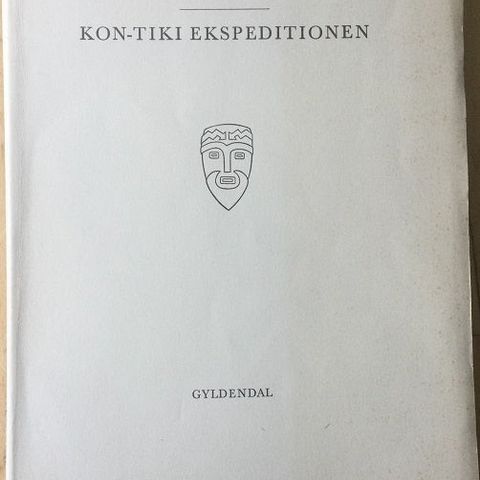 KON-TIKI EKSPEDITIONEN
GYLDENDAL